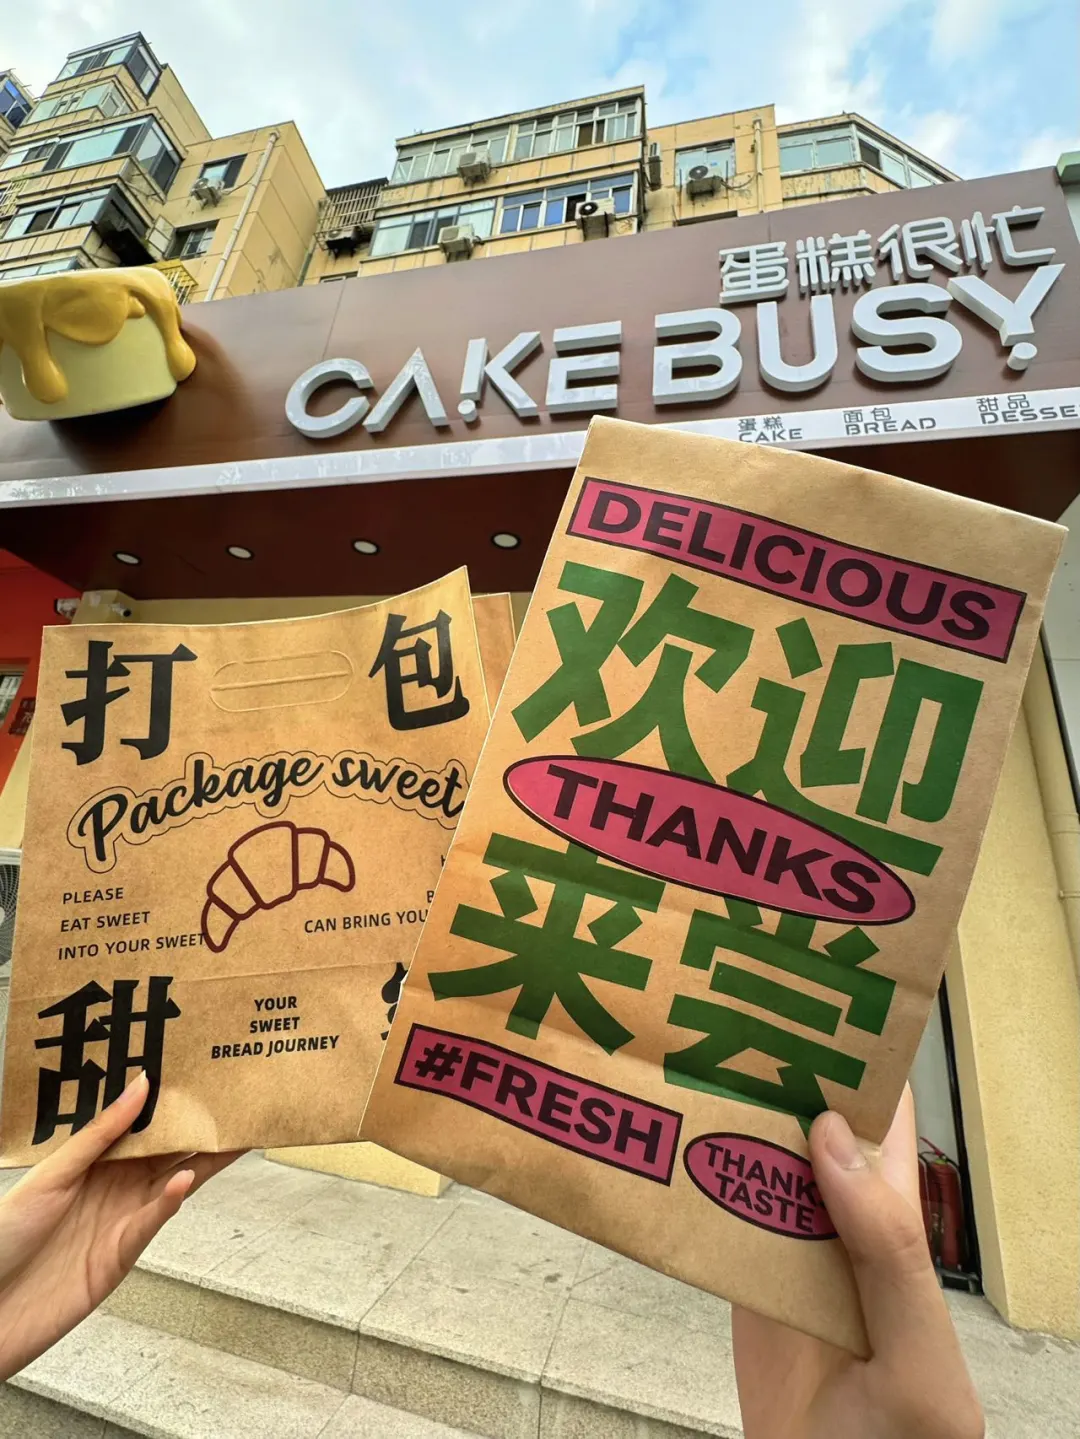 蛋糕很忙
CAKE BUSY
蛋糕 面包 甜品
CAKE BREAD DESSE
打包
Package sweet
PLEASE
EAT SWEET
INTO YOUR SWEET
CAN BRING YOU
甜
YOUR
SWEET
BREAD JOURNEY
DELICIOUS
欢迎
THANKS
来尝
#FRESH
THANK
TASTE